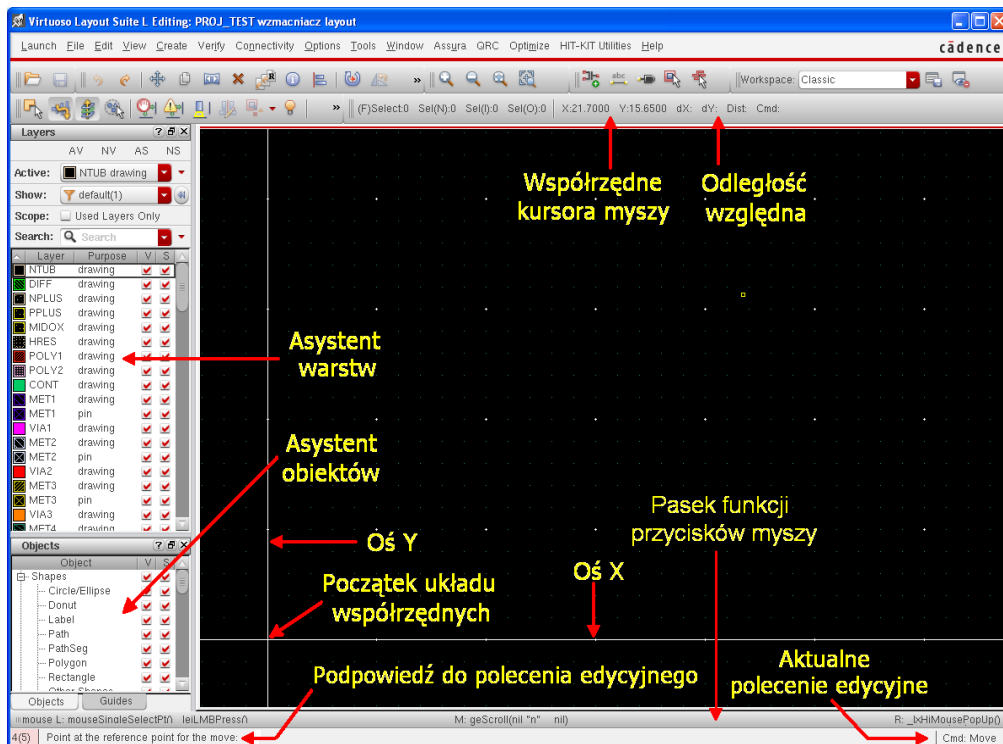 Virtuoso Layout Suite L Editing: PROJ_TEST wzmacniacz layout
Launch File Edit View Create Verify Connectivity Options Tools Window Assura QRC Optimize HIT-KIT Utilities Help
cādence
» abc Workspace: Classic
» (F)Select:0 Sel(N):0 Sel(I):0 Sel(O):0 X:21.7000 Y:15.6500 dX: dY: Dist: Cmd:
Layers
AV NV AS NS
Active: NTUB drawing
Show: default(1)
Scope: Used Layers Only
Search: Search
Layer Purpose V S
NTUB drawing
DIFF drawing
NPLUS drawing
PPLUS drawing
MIDOX drawing
HRES drawing
POLY1 drawing
POLY2 drawing
CONT drawing
MET1 drawing
MET1 pin
VIA1 drawing
MET2 drawing
MET2 pin
VIA2 drawing
MET3 drawing
MET3 pin
VIA3 drawing
MET4 drawing
Objects
Object V S
Shapes
Circle/Ellipse
Donut
Label
Path
PathSeg
Polygon
Rectangle
Other Shapes
Objects Guides
Współrzędne
kursora myszy
Odległość
względna
Asystent
warstw
Asystent
obiektów
Pasek funkcji
przycisków myszy
Oś Y
Oś X
Początek układu
współrzędnych
Podpowiedź do polecenia edycyjnego
Aktualne
polecenie edycyjne
mouse L: mouseSingleSelectPt() _leiLMBPress() M: geScroll(nil "n" nil) R: _lxHiMousePopUp()
4(5) Point at the reference point for the move: Cmd: Move